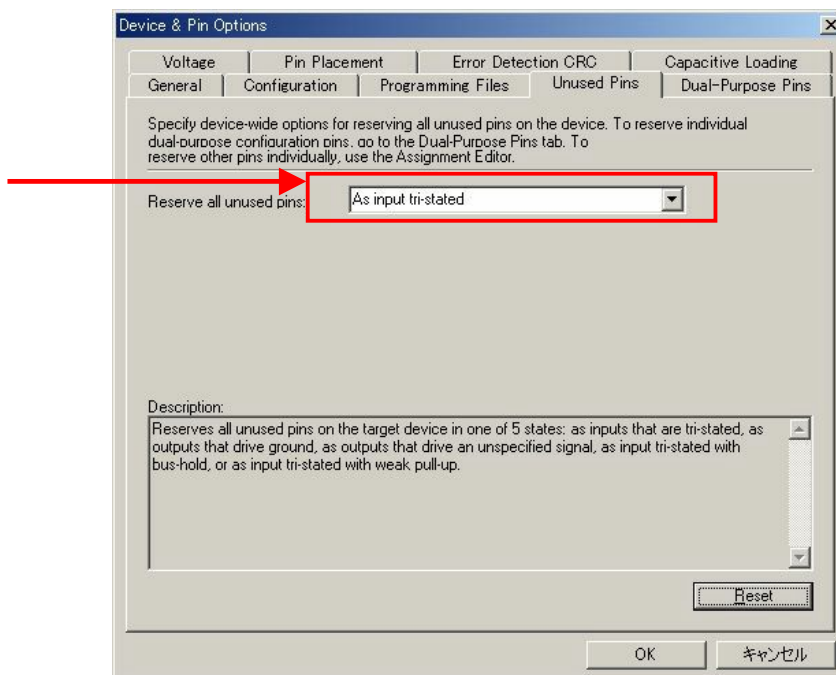 Device & Pin Options
Voltage Pin Placement Error Detection CRC Capacitive Loading
General Configuration Programming Files Unused Pins Dual-Purpose Pins
Specify device-wide options for reserving all unused pins on the device. To reserve individual
dual-purpose configuration pins, go to the Dual-Purpose Pins tab. To
reserve other pins individually, use the Assignment Editor.
Reserve all unused pins: As input tri-stated
Description:
Reserves all unused pins on the target device in one of 5 states: as inputs that are tri-stated, as
outputs that drive ground, as outputs that drive an unspecified signal, as input tri-stated with
bus-hold, or as input tri-stated with weak pull-up.
Reset
OK キャンセル